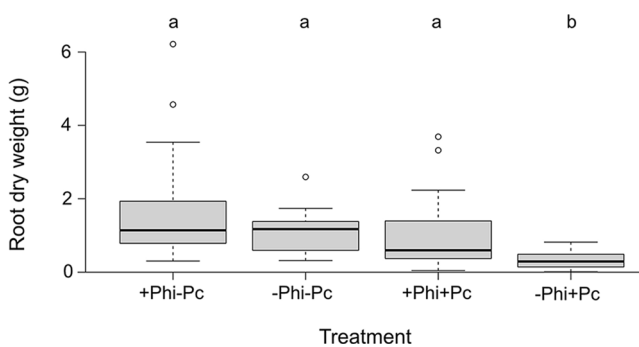 a a a b
Root dry weight (g)
6
4
2
0
+Phi-Pc -Phi-Pc +Phi+Pc -Phi+Pc
Treatment